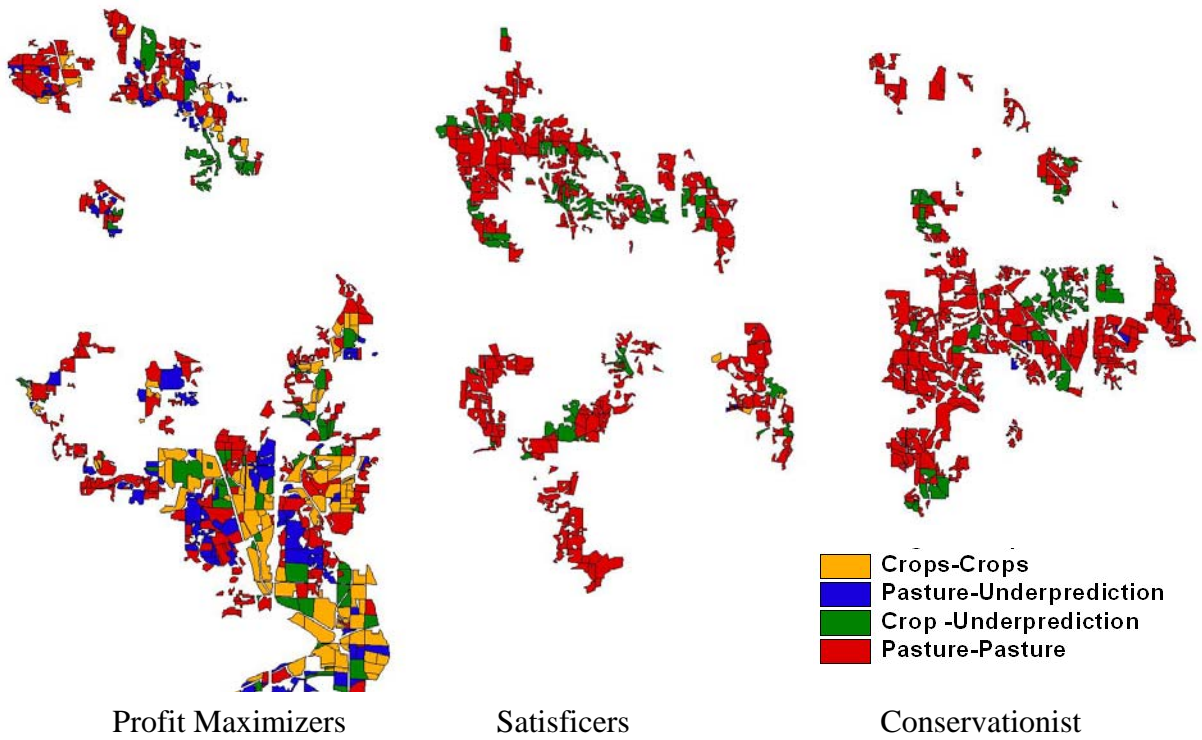 Crops-Crops
Pasture-Underprediction
Crop -Underprediction
Pasture-Pasture
Profit Maximizers
Satisficers
Conservationist